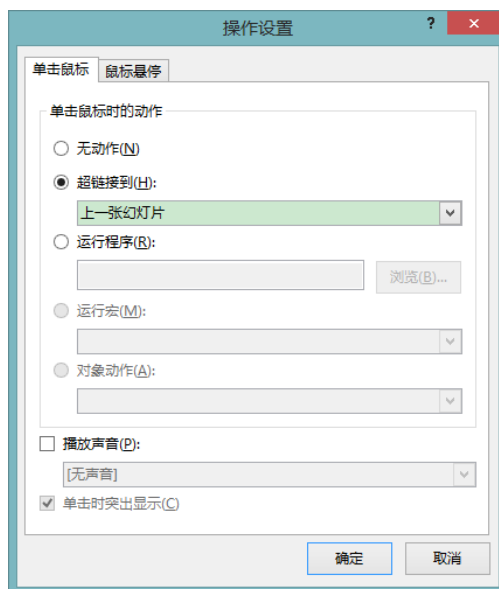 操作设置
?
单击鼠标 鼠标悬停
单击鼠标时的动作
无动作(N)
超链接到(H):
上一张幻灯片
运行程序(R):
浏览(B)...
运行宏(M):
对象动作(A):
播放声音(P):
[无声音]
单击时突出显示(C)
确定 取消